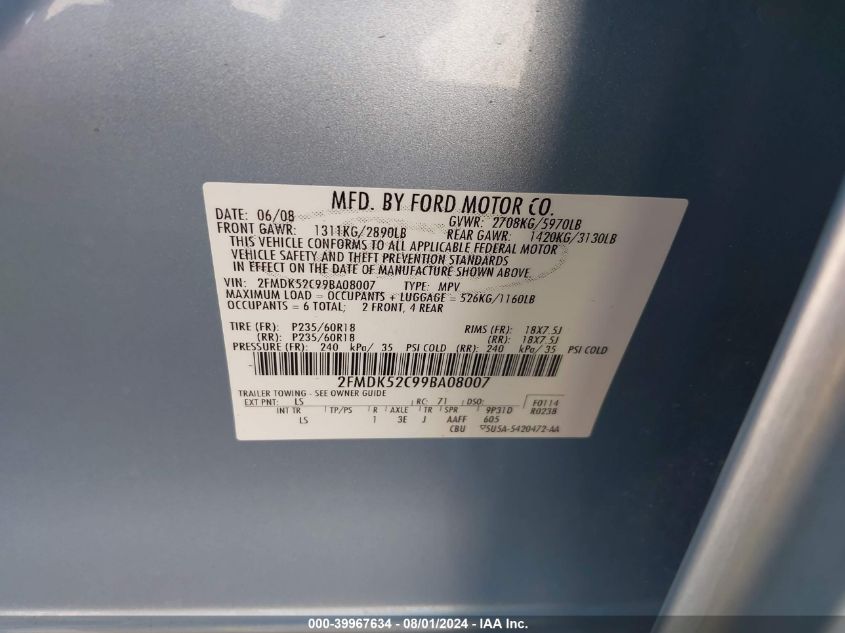 MFD. BY FORD MOTOR CO.
DATE: 06/08 GVWR: 2708KG/5970LB
FRONT GAWR: 1311KG/2890LB REAR GAWR: 1420KG/3130LB
THIS VEHICLE CONFORMS TO ALL APPLICABLE FEDERAL MOTOR
VEHICLE SAFETY AND THEFT PREVENTION STANDARDS
IN EFFECT ON THE DATE OF MANUFACTURE SHOWN ABOVE.
VIN: 2FMDK52C99BA08007 TYPE: MPV
MAXIMUM LOAD = OCCUPANTS + LUGGAGE = 526KG/1160LB
OCCUPANTS = 6 TOTAL; 2 FRONT, 4 REAR
TIRE (FR): P235/60R18 RIMS (FR): 18X7.5J
(RR): P235/60R18 (RR): 18X7.5J
PRESSURE (FR): 240 kPa/ 35 PSI COLD (RR): 240 kPa/ 35 PSI COLD
2FMDK52C99BA08007
TRAILER TOWING - SEE OWNER GUIDE
EXT PNT: LS RC: 71 DSO: F0114
INT TR TP/PS R AXLE TR SPR 9P31D R0238
LS 1 3E J AAFF 605
CBU 5U5A-5420472-AA
000-39967634 - 08/01/2024 - IAA Inc.